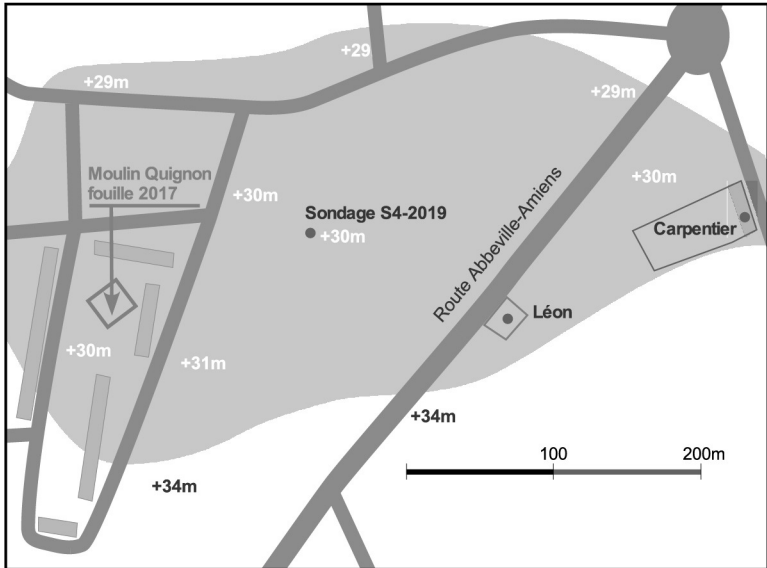 +29
+29m
+29m
Moulin Quignon
fouille 2017
+30m
+30m
Sondage S4-2019
+30m
Carpentier
Route Abbeville-Amiens
Léon
+30m
+31m
+34m
100
200m
+34m